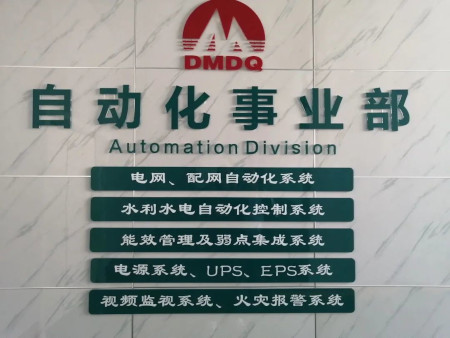 DMDQ
自动化事业部
Automation Division
电网、配网自动化系统
水利水电自动化控制系统
能效管理及弱点集成系统
电源系统、UPS、EPS系统
视频监视系统、火灾报警系统